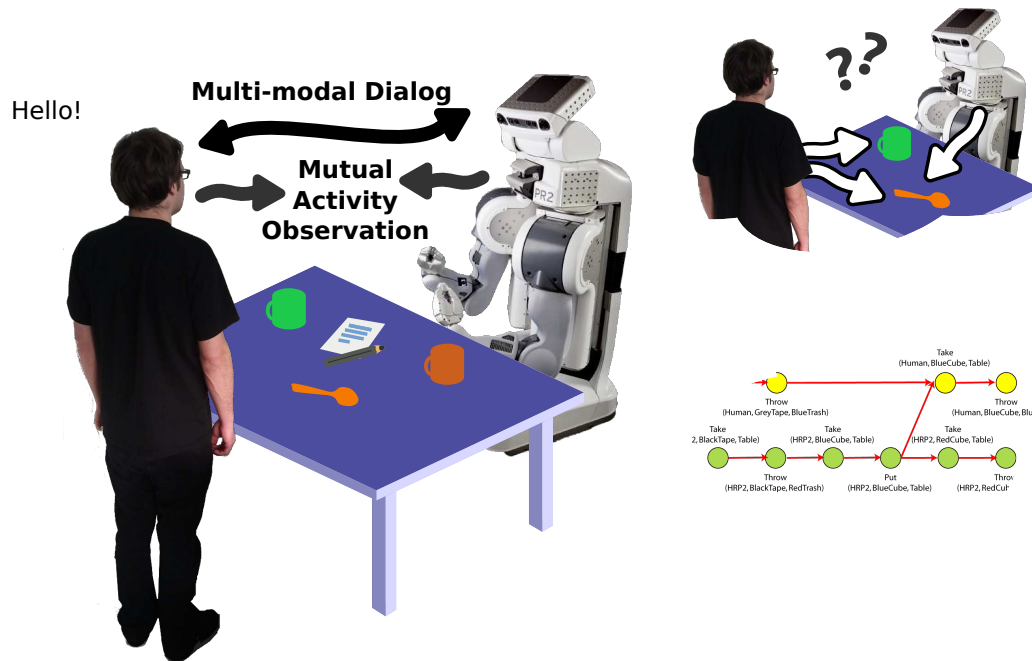 Hello!
Multi-modal Dialog
Mutual
Activity
Observation
PR2
PR2
??
Take
(Human, BlueCube, Table)
Throw
(Human, GreyTape, BlueTrash)
Throw
(Human, BlueCube, Blu
Take
2, BlackTape, Table)
Take
(HRP2, BlueCube, Table)
Take
(HRP2, RedCube, Table)
Throw
(HRP2, BlackTape, RedTrash)
Put
(HRP2, BlueCube, Table)
Throw
(HRP2, RedCub